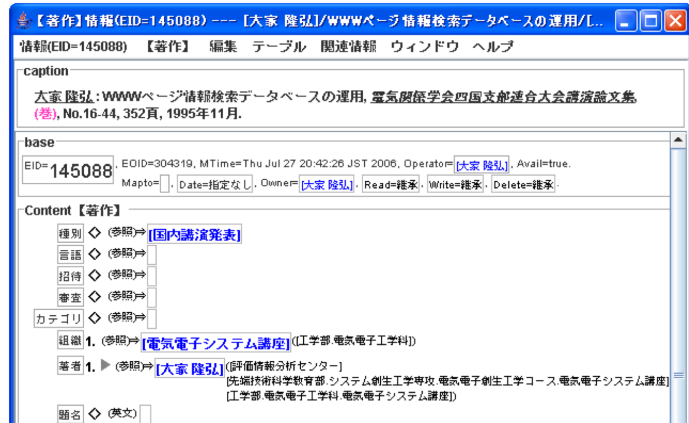 【著作】情報(EID=145088) --- [大家 隆弘]/WWWページ情報検索データベースの運用/[...
情報(EID=145088) 【著作】 編集 テーブル 関連情報 ウィンドウ ヘルプ
caption
大家 隆弘: WWWページ情報検索データベースの運用, 電気関係学会四国支部連合大会講演論文集,
(巻), No.16-44, 352頁, 1995年11月.
base
EID=145088, EOID=304319, MTime=Thu Jul 27 20:42:26 JST 2006, Operator=[大家 隆弘], Avail=true.
Mapto= , Date=指定なし, Owner=[大家 隆弘], Read=継承, Write=継承, Delete=継承.
Content 【著作】
種別 ◇ (参照)⇒[国内講演発表]
言語 ◇ (参照)⇒
招待 ◇ (参照)⇒
審査 ◇ (参照)⇒
カテゴリ ◇ (参照)⇒
組織 1. (参照)⇒[電気電子システム講座]([工学部.電気電子工学科])
著者 1. ▶ (参照)⇒[大家 隆弘]([評価情報分析センター]
[先端技術科学教育部.システム創生工学専攻.電気電子創生工学コース.電気電子システム講座]
[工学部.電気電子工学科.電気電子システム講座])
題名 ◇ (英文)